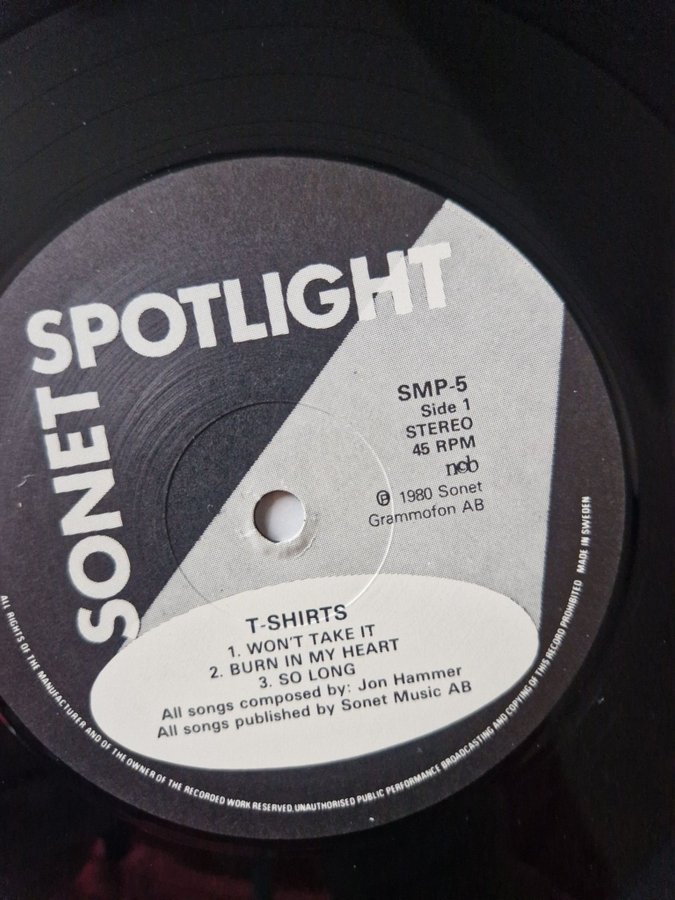 SONET SPOTLIGHT
SMP-5
Side 1
STEREO
45 RPM
ncb
℗ 1980 Sonet
Grammofon AB
T-SHIRTS
1. WON'T TAKE IT
2. BURN IN MY HEART
3. SO LONG
All songs composed by: Jon Hammer
All songs published by Sonet Music AB
ALL RIGHTS OF THE MANUFACTURER AND OF THE OWNER OF THE RECORDED WORK RESERVED. UNAUTHORISED PUBLIC PERFORMANCE BROADCASTING AND COPYING OF THIS RECORD PROHIBITED MADE IN SWEDEN